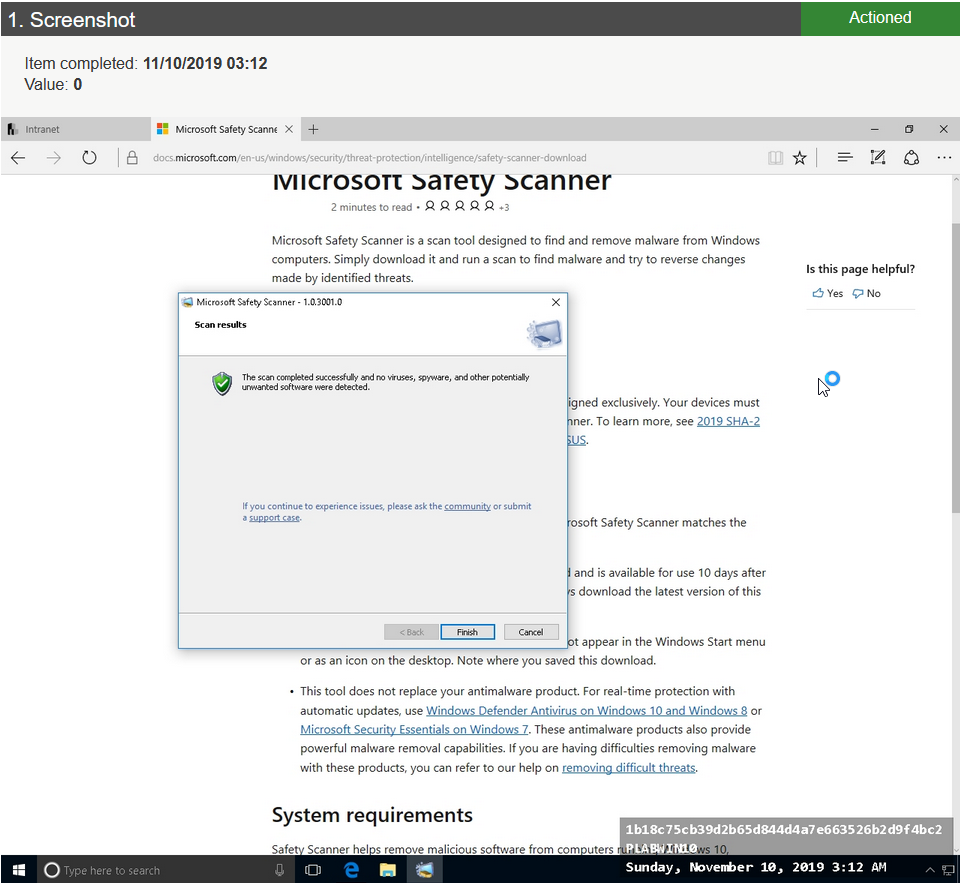 1. Screenshot
Actioned
Item completed: 11/10/2019 03:12
Value: 0
Intranet
Microsoft Safety Scanne
docs.microsoft.com/en-us/windows/security/threat-protection/intelligence/safety-scanner-download
Microsoft Safety Scanner
2 minutes to read • +3
Microsoft Safety Scanner is a scan tool designed to find and remove malware from Windows
computers. Simply download it and run a scan to find malware and try to reverse changes
made by identified threats.
Is this page helpful?
Yes No
Microsoft Safety Scanner - 1.0.3001.0
Scan results
The scan completed successfully and no viruses, spyware, and other potentially
unwanted software were detected.
If you continue to experience issues, please ask the community or submit
a support case.
< Back Finish Cancel
igned exclusively. Your devices must
nner. To learn more, see 2019 SHA-2
SUS.
rosoft Safety Scanner matches the
d and is available for use 10 days after
ys download the latest version of this
ot appear in the Windows Start menu
or as an icon on the desktop. Note where you saved this download.
• This tool does not replace your antimalware product. For real-time protection with
automatic updates, use Windows Defender Antivirus on Windows 10 and Windows 8 or
Microsoft Security Essentials on Windows 7. These antimalware products also provide
powerful malware removal capabilities. If you are having difficulties removing malware
with these products, you can refer to our help on removing difficult threats.
System requirements
Safety Scanner helps remove malicious software from computers running Windows 10,
1b18c75cb39d2b65d844d4a7e663526b2d9f4bc2
PLABWIN10
Sunday, November 10, 2019 3:12 AM
Type here to search